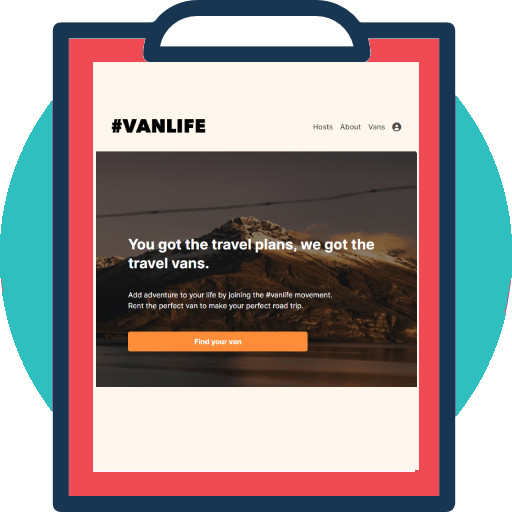 #VANLIFE
Hosts About Vans
You got the travel plans, we got the
travel vans.
Add adventure to your life by joining the #vanlife movement.
Rent the perfect van to make your perfect road trip.
Find your van